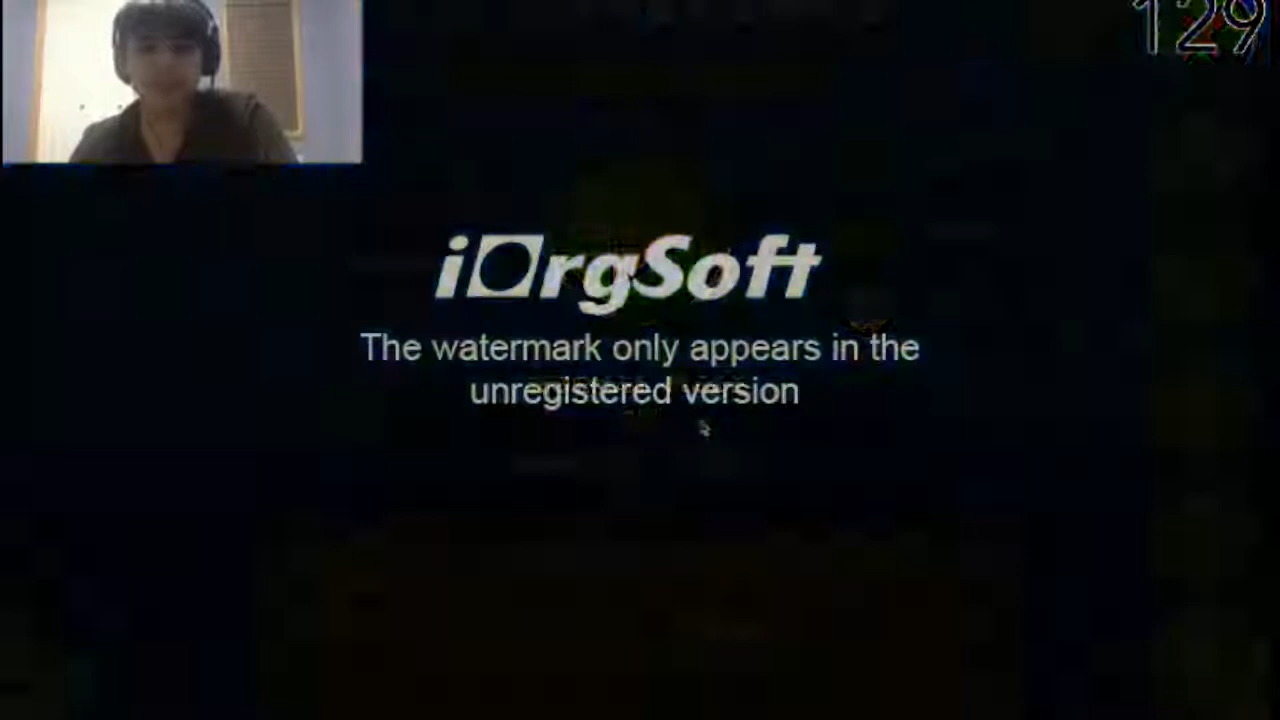 129
iOrgSoft
The watermark only appears in the
unregistered version